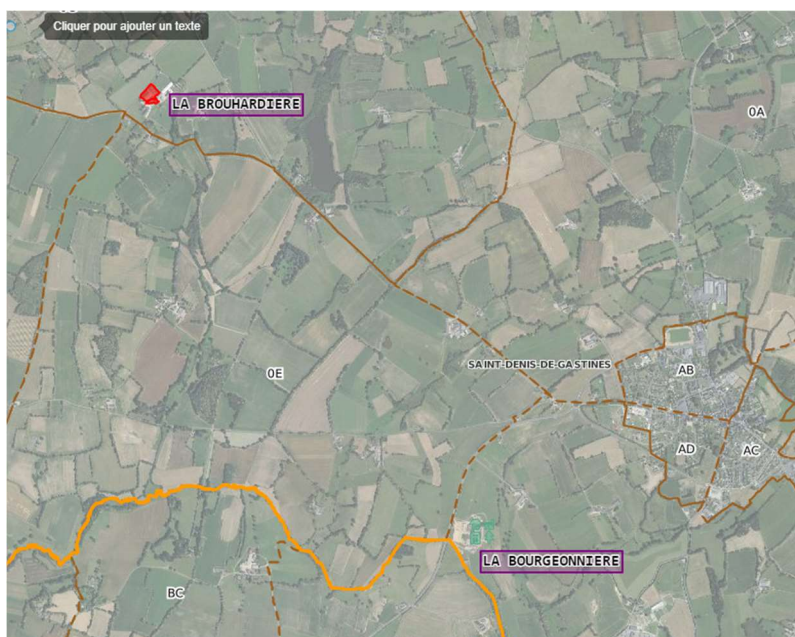 Cliquer pour ajouter un texte
LA BROUHARDIERE
0A
0E
SAINT-DENIS-DE-GASTINES
AB
AD
AC
LA BOURGEONNIERE
BC